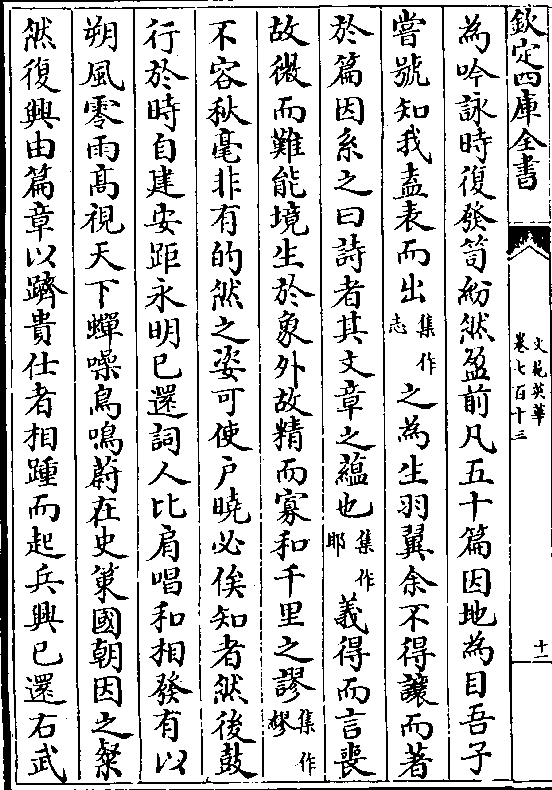 欽定四庫全書
文苑英華
卷七百十三
十一
為吟詠時復發笥紛然盈前凡五十篇因地為目吾子
嘗號知我盍表而出集作志之為生羽翼余不得讓而著
於篇因系之曰詩者其文章之蘊也集作耶義得而言喪
故微而難能境生於象外故精而寡和千里之謬集作繆
不容秋毫非有的然之姿可使户曉必俟知者然後鼓
行於時自建安距永明已還詞人比肩唱和相發有以
朔風零雨高視天下蟬噪鳥鳴蔚在史策國朝因之粲
然復興由篇章以躋貴仕者相踵而起兵興已還右武